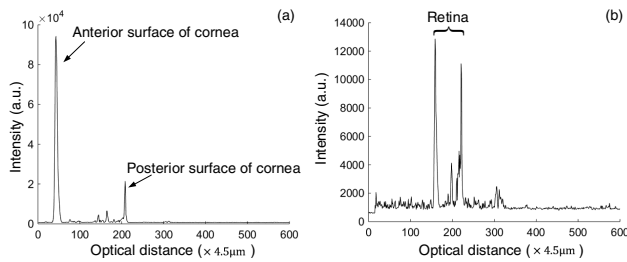 (a)
× 10⁴
10
8
6
4
2
0
0 100 200 300 400 500 600
Intensity (a.u.)
Optical distance (× 4.5μm)
Anterior surface of cornea
Posterior surface of cornea
(b)
Retina
14000
12000
10000
8000
6000
4000
2000
0
0 100 200 300 400 500 600
Intensity (a.u.)
Optical distance (× 4.5μm)